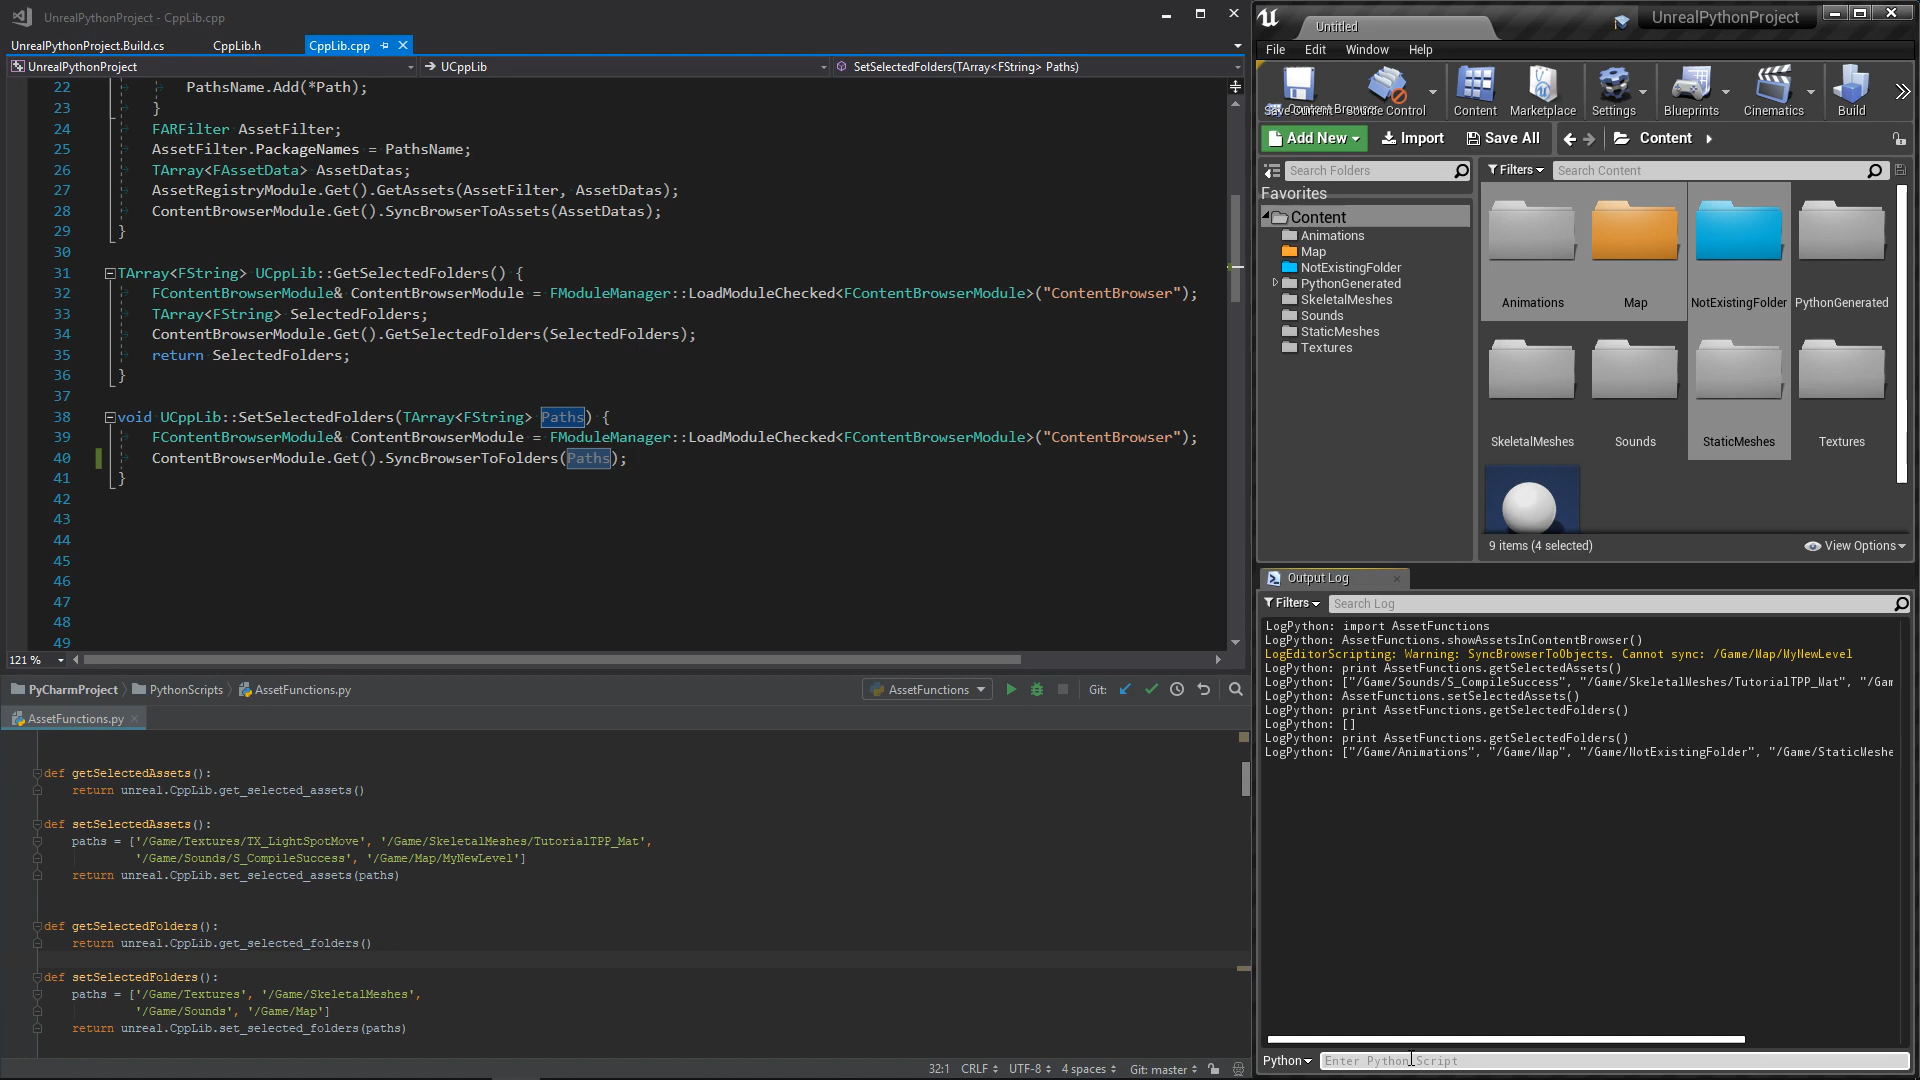 UnrealPythonProject - CppLib.cpp
UnrealPythonProject.Build.cs
CppLib.h
CppLib.cpp
UnrealPythonProject
UCppLib
SetSelectedFolders(TArray<FString> Paths)
22 PathsName.Add(*Path);
23 }
24 FARFilter AssetFilter;
25 AssetFilter.PackageNames = PathsName;
26 TArray<FAssetData> AssetDatas;
27 AssetRegistryModule.Get().GetAssets(AssetFilter, AssetDatas);
28 ContentBrowserModule.Get().SyncBrowserToAssets(AssetDatas);
29 }
30
31 TArray<FString> UCppLib::GetSelectedFolders() {
32 FContentBrowserModule& ContentBrowserModule = FModuleManager::LoadModuleChecked<FContentBrowserModule>("ContentBrowser");
33 TArray<FString> SelectedFolders;
34 ContentBrowserModule.Get().GetSelectedFolders(SelectedFolders);
35 return SelectedFolders;
36 }
37
38 void UCppLib::SetSelectedFolders(TArray<FString> Paths) {
39 FContentBrowserModule& ContentBrowserModule = FModuleManager::LoadModuleChecked<FContentBrowserModule>("ContentBrowser");
40 ContentBrowserModule.Get().SyncBrowserToFolders(Paths);
41 }
42
43
44
45
46
47
48
49
121 %
PyCharmProject
PythonScripts
AssetFunctions.py
AssetFunctions
Git:
AssetFunctions.py
def getSelectedAssets():
return unreal.CppLib.get_selected_assets()
def setSelectedAssets():
paths = ['/Game/Textures/TX_LightSpotMove', '/Game/SkeletalMeshes/TutorialTPP_Mat',
'/Game/Sounds/S_CompileSuccess', '/Game/Map/MyNewLevel']
return unreal.CppLib.set_selected_assets(paths)
def getSelectedFolders():
return unreal.CppLib.get_selected_folders()
def setSelectedFolders():
paths = ['/Game/Textures', '/Game/SkeletalMeshes',
'/Game/Sounds', '/Game/Map']
return unreal.CppLib.set_selected_folders(paths)
32:1 CRLF UTF-8 4 spaces Git: master
Untitled
UnrealPythonProject
File Edit Window Help
Save Current
Content Browser
Source Control
Content
Marketplace
Settings
Blueprints
Cinematics
Build
Add New
Import
Save All
Content
Search Folders
Filters
Search Content
Favorites
Content
Animations
Map
NotExistingFolder
PythonGenerated
SkeletalMeshes
Sounds
StaticMeshes
Textures
Animations
Map
NotExistingFolder
PythonGenerated
SkeletalMeshes
Sounds
StaticMeshes
Textures
9 items (4 selected)
View Options
Output Log
Filters
Search Log
LogPython: import AssetFunctions
LogPython: AssetFunctions.showAssetsInContentBrowser()
LogEditorScripting: Warning: SyncBrowserToObjects. Cannot sync: /Game/Map/MyNewLevel
LogPython: print AssetFunctions.getSelectedAssets()
LogPython: ["/Game/Sounds/S_CompileSuccess", "/Game/SkeletalMeshes/TutorialTPP_Mat", "/Gam
LogPython: AssetFunctions.setSelectedAssets()
LogPython: print AssetFunctions.getSelectedFolders()
LogPython: []
LogPython: print AssetFunctions.getSelectedFolders()
LogPython: ["/Game/Animations", "/Game/Map", "/Game/NotExistingFolder", "/Game/StaticMeshe
Python
Enter Python Script